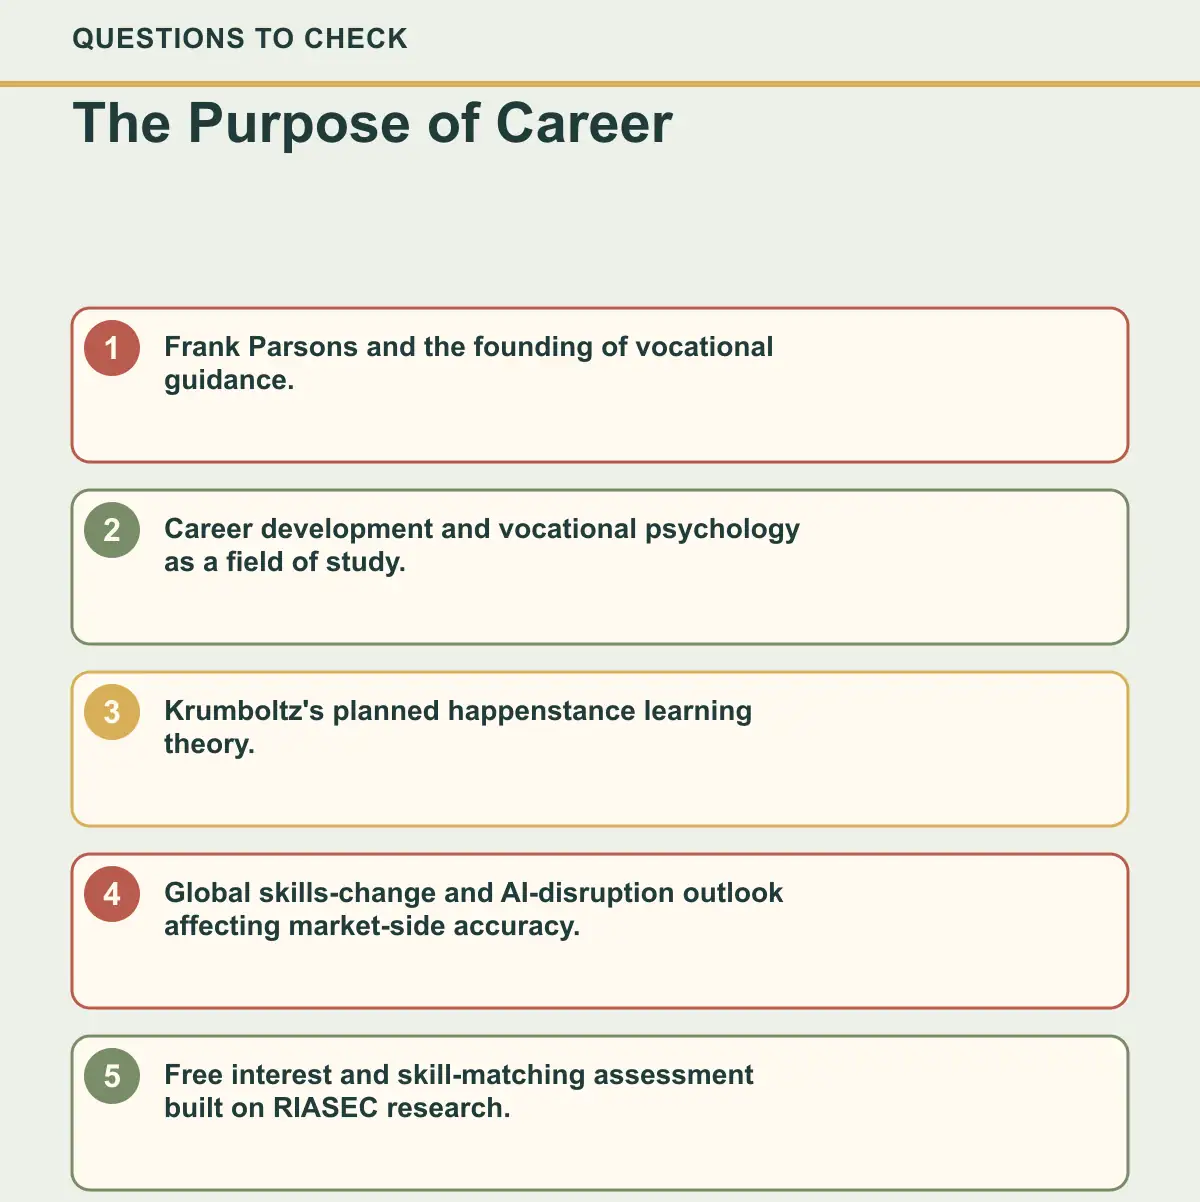 QUESTIONS TO CHECK
The Purpose of Career
1
Frank Parsons and the founding of vocational
guidance.
2
Career development and vocational psychology
as a field of study.
3
Krumboltz's planned happenstance learning
theory.
4
Global skills-change and AI-disruption outlook
affecting market-side accuracy.
5
Free interest and skill-matching assessment
built on RIASEC research.